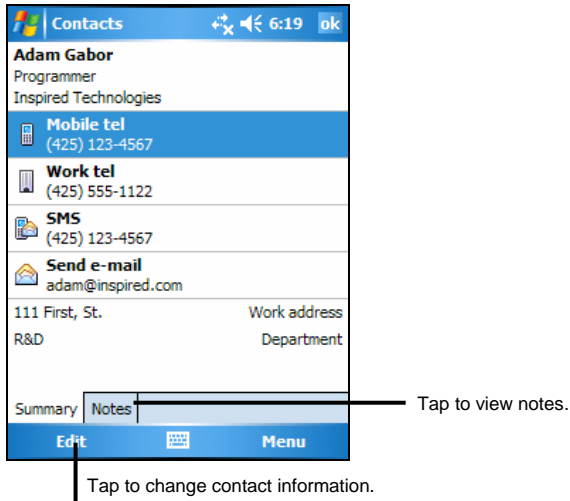 Contacts 6:19 ok
Adam Gabor
Programmer
Inspired Technologies
Mobile tel
(425) 123-4567
Work tel
(425) 555-1122
SMS
(425) 123-4567
Send e-mail
adam@inspired.com
111 First, St. Work address
R&D Department
Summary Notes
Tap to view notes.
Edit Menu
Tap to change contact information.